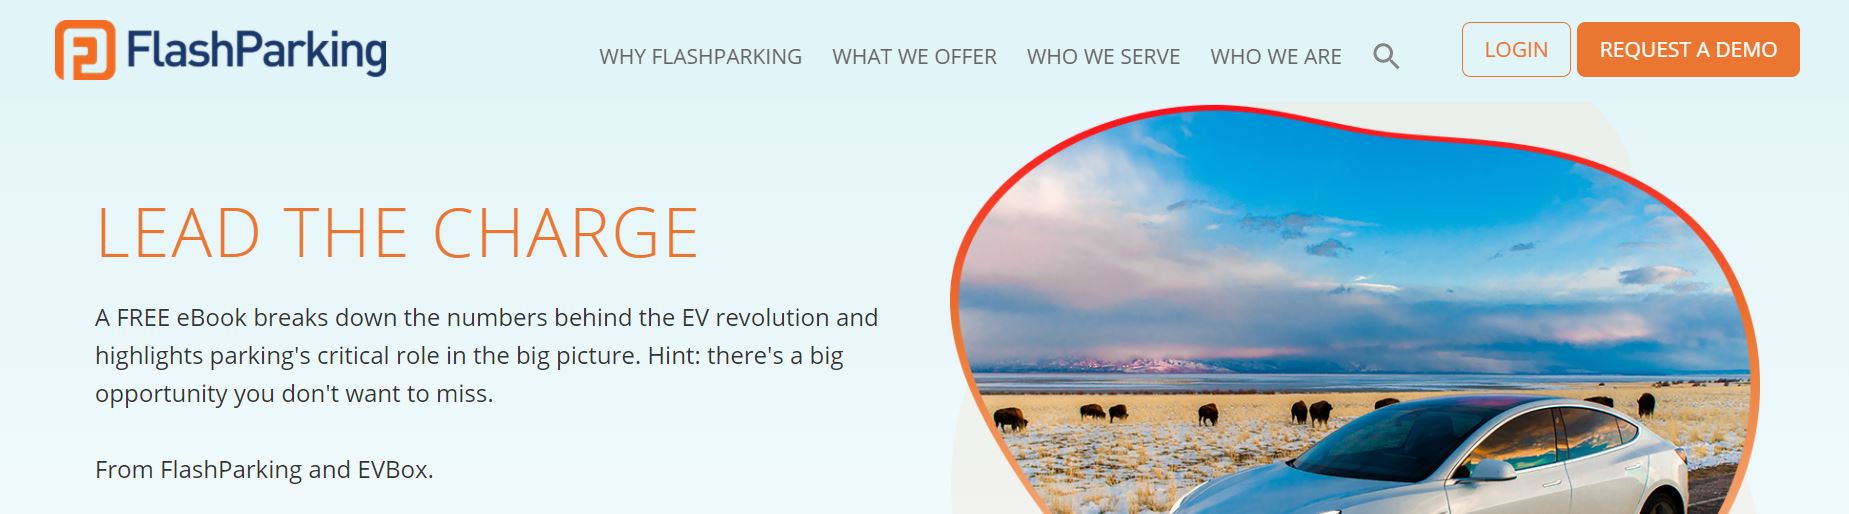 FlashParking
WHY FLASHPARKING
WHAT WE OFFER
WHO WE SERVE
WHO WE ARE
LOGIN
REQUEST A DEMO
LEAD THE CHARGE
A FREE eBook breaks down the numbers behind the EV revolution and
highlights parking's critical role in the big picture. Hint: there's a big
opportunity you don't want to miss.
From FlashParking and EVBox.